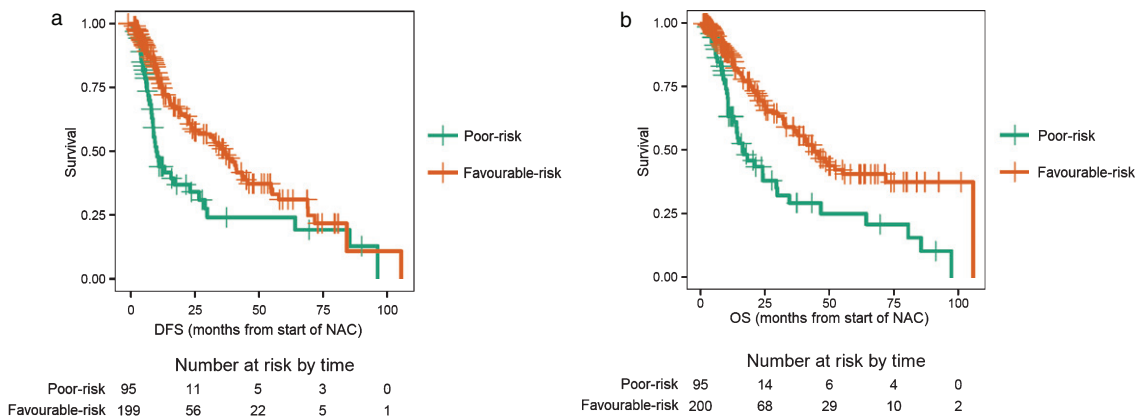 a
1.00
0.75
0.50
0.25
0.00
Survival
0 25 50 75 100
DFS (months from start of NAC)
Poor-risk
Favourable-risk
Number at risk by time
Poor-risk 95 11 5 3 0
Favourable-risk 199 56 22 5 1
b
1.00
0.75
0.50
0.25
0.00
Survival
0 25 50 75 100
OS (months from start of NAC)
Poor-risk
Favourable-risk
Number at risk by time
Poor-risk 95 14 6 4 0
Favourable-risk 200 68 29 10 2